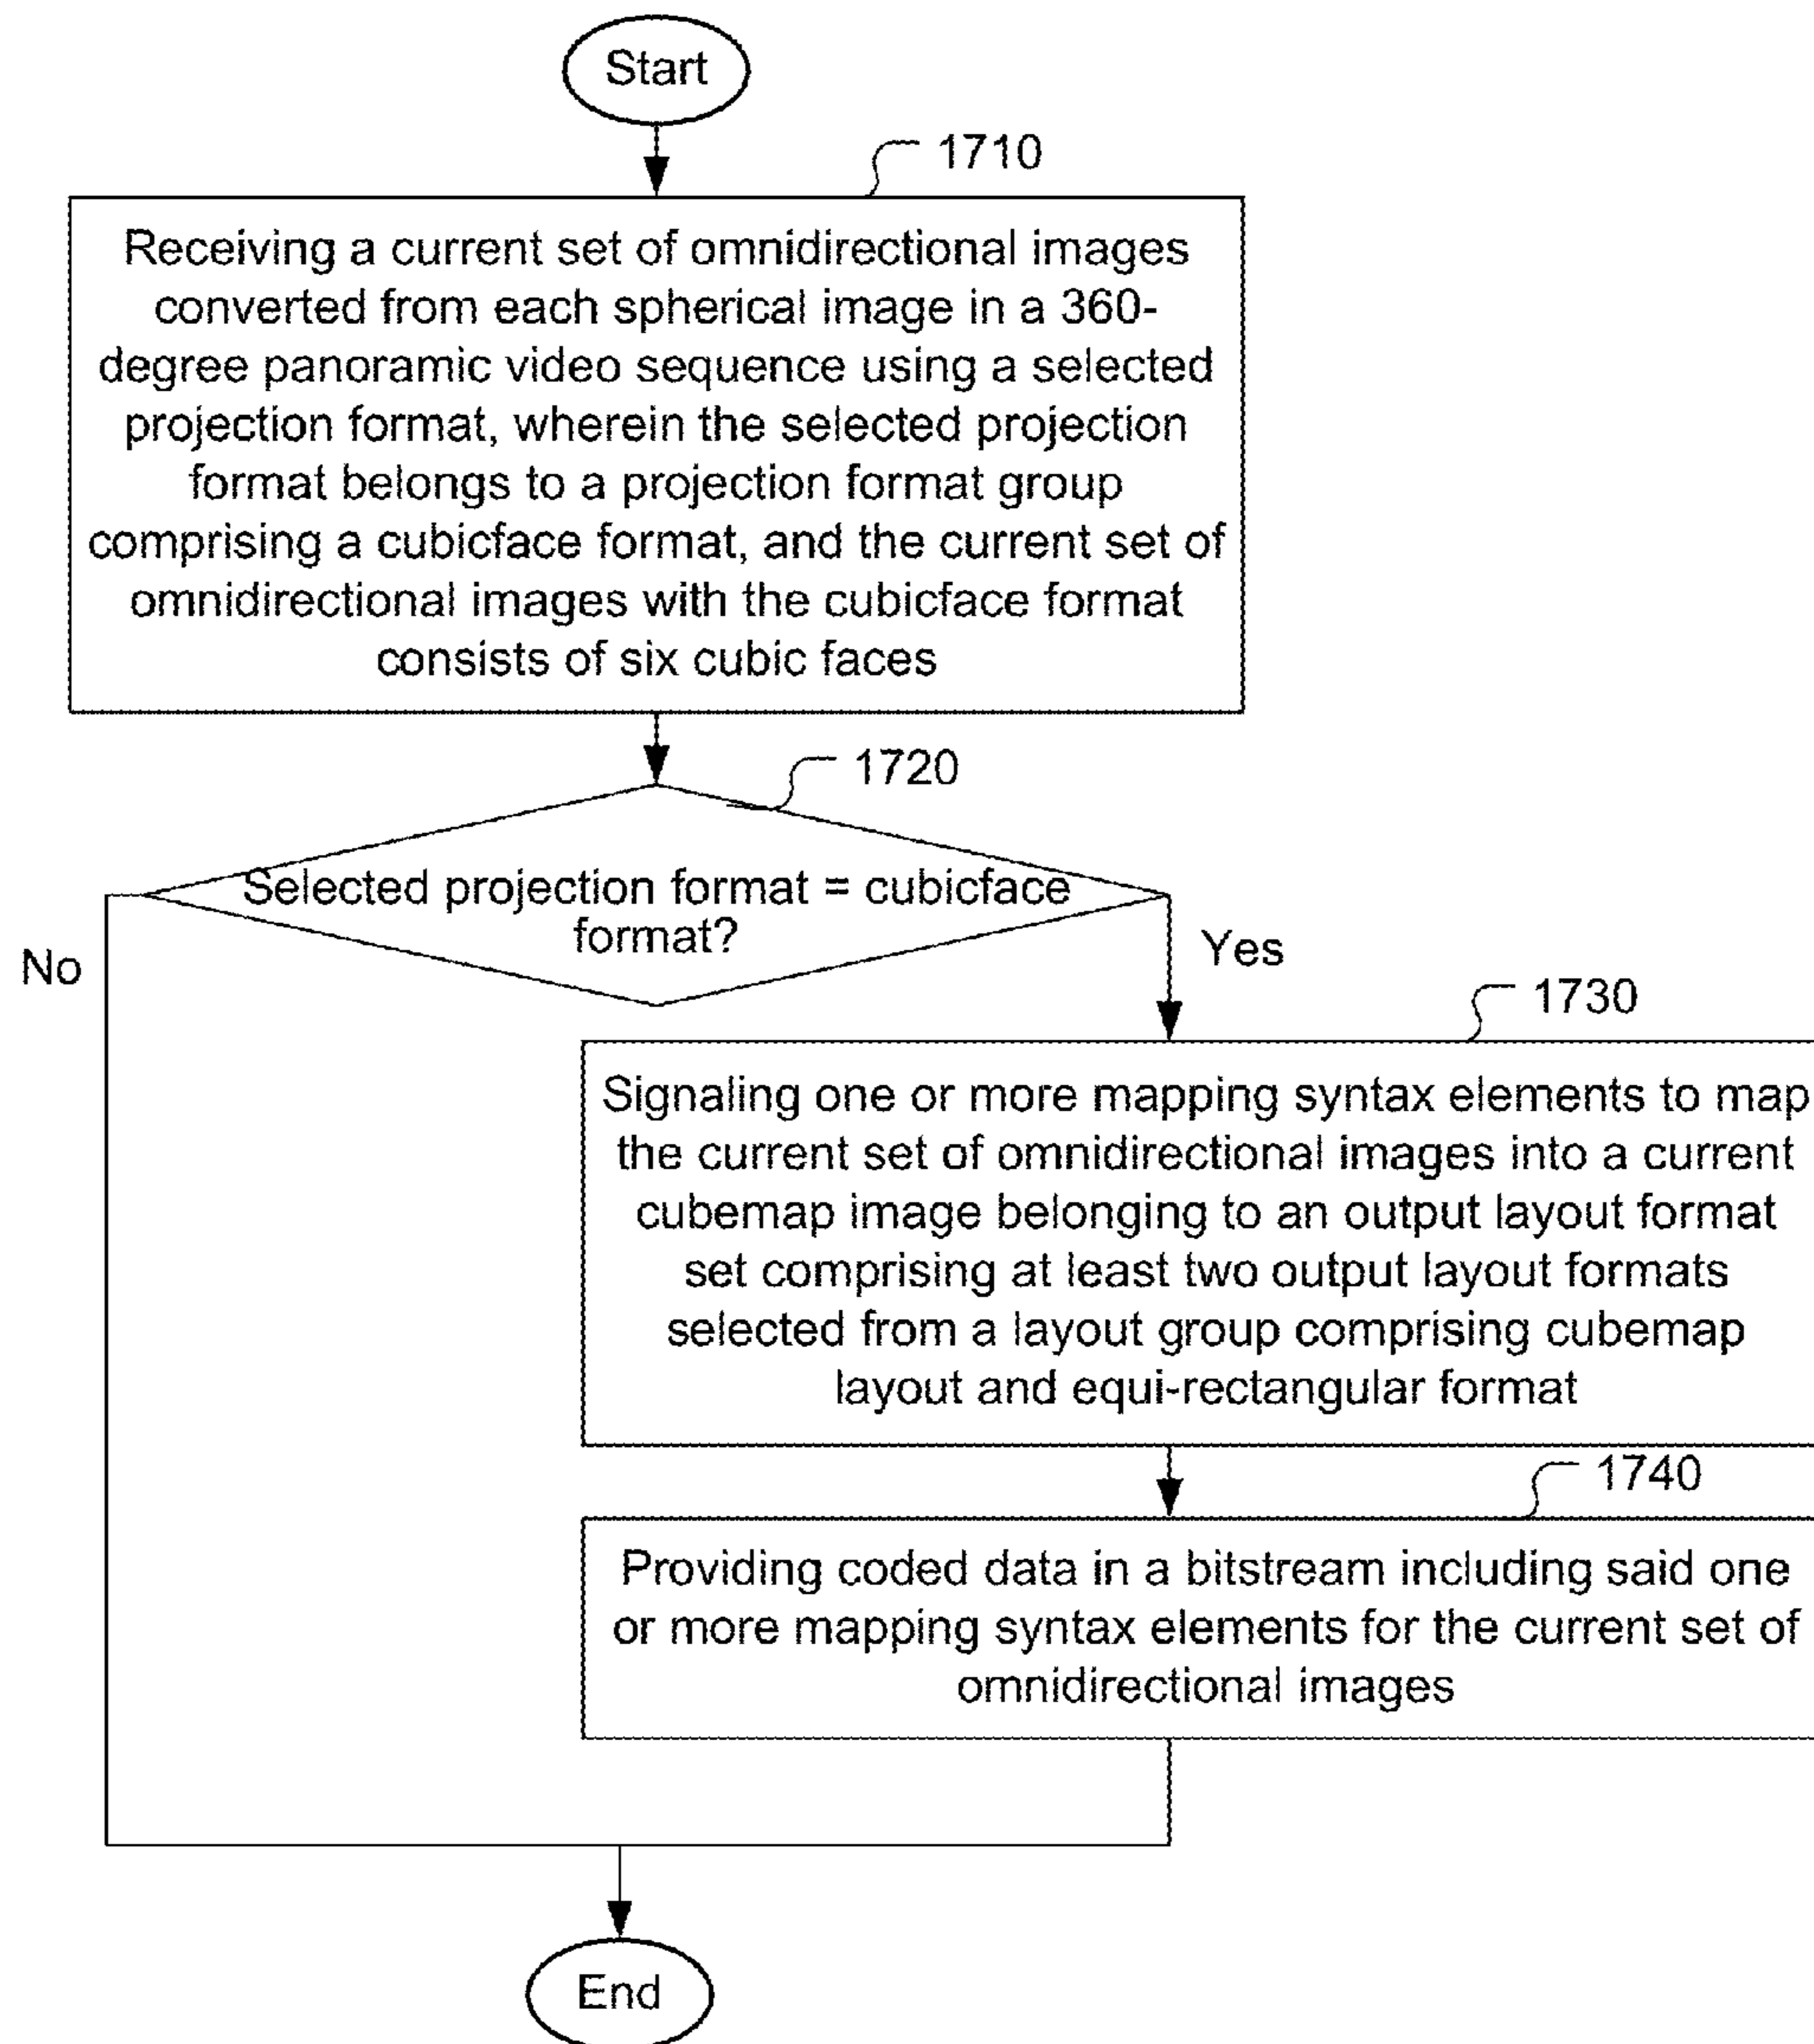 Start
1710
Receiving a current set of omnidirectional images
converted from each spherical image in a 360-
degree panoramic video sequence using a selected
projection format, wherein the selected projection
format belongs to a projection format group
comprising a cubicface format, and the current set of
omnidirectional images with the cubicface format
consists of six cubic faces
1720
Selected projection format = cubicface
format?
No
Yes
1730
Signaling one or more mapping syntax elements to map
the current set of omnidirectional images into a current
cubemap image belonging to an output layout format
set comprising at least two output layout formats
selected from a layout group comprising cubemap
layout and equi-rectangular format
1740
Providing coded data in a bitstream including said one
or more mapping syntax elements for the current set of
omnidirectional images
End